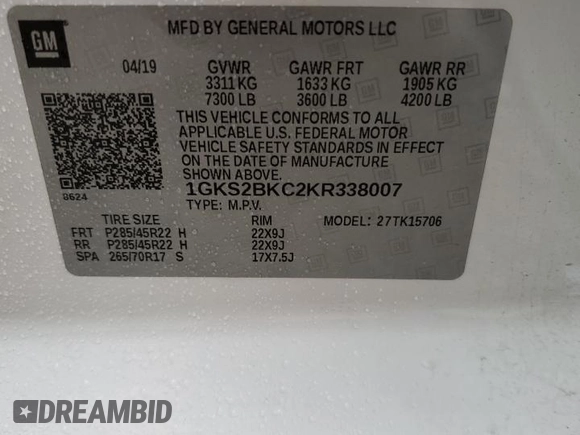 GM
MFD BY GENERAL MOTORS LLC
04/19 GVWR GAWR FRT GAWR RR
3311 KG 1633 KG 1905 KG
7300 LB 3600 LB 4200 LB
THIS VEHICLE CONFORMS TO ALL
APPLICABLE U.S. FEDERAL MOTOR
VEHICLE SAFETY STANDARDS IN EFFECT
ON THE DATE OF MANUFACTURE
SHOWN ABOVE.
8624 1GKS2BKC2KR338007
TYPE: M.P.V.
TIRE SIZE RIM MODEL: 27TK15706
FRT P285/45R22 H 22X9J
RR P285/45R22 H 22X9J
SPA 265/70R17 S 17X7.5J
DREAMBID